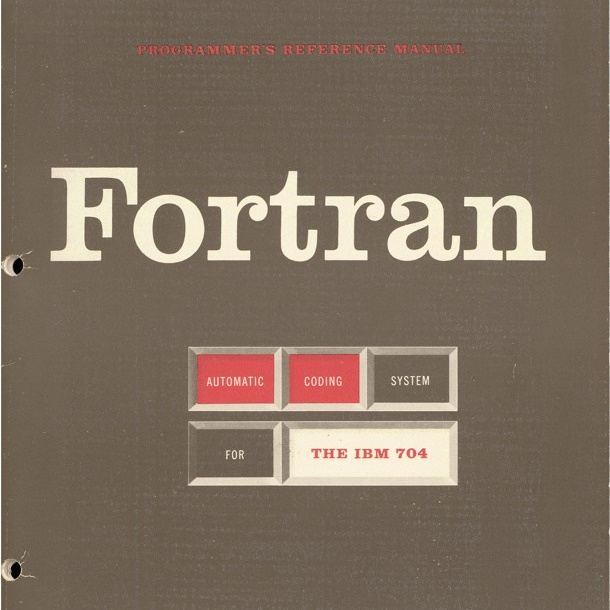 PROGRAMMER'S REFERENCE MANUAL
Fortran
AUTOMATIC CODING SYSTEM
FOR THE IBM 704